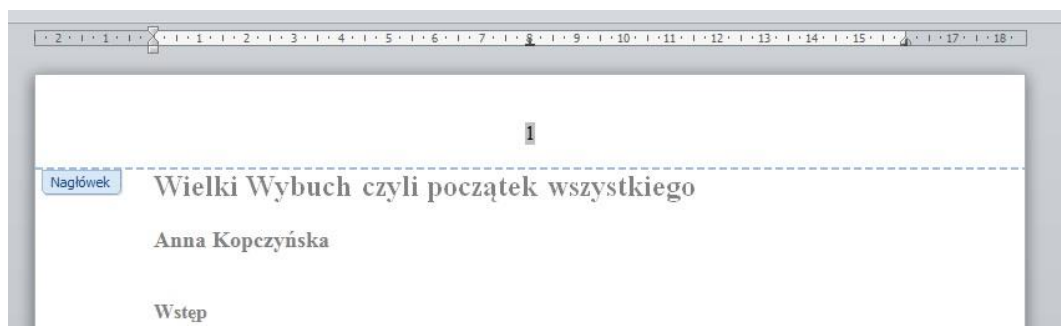 2 1 1 2 3 4 5 6 7 8 9 10 11 12 13 14 15 17 18
1
Nagłówek
Wielki Wybuch czyli początek wszystkiego
Anna Kopczyńska
Wstęp